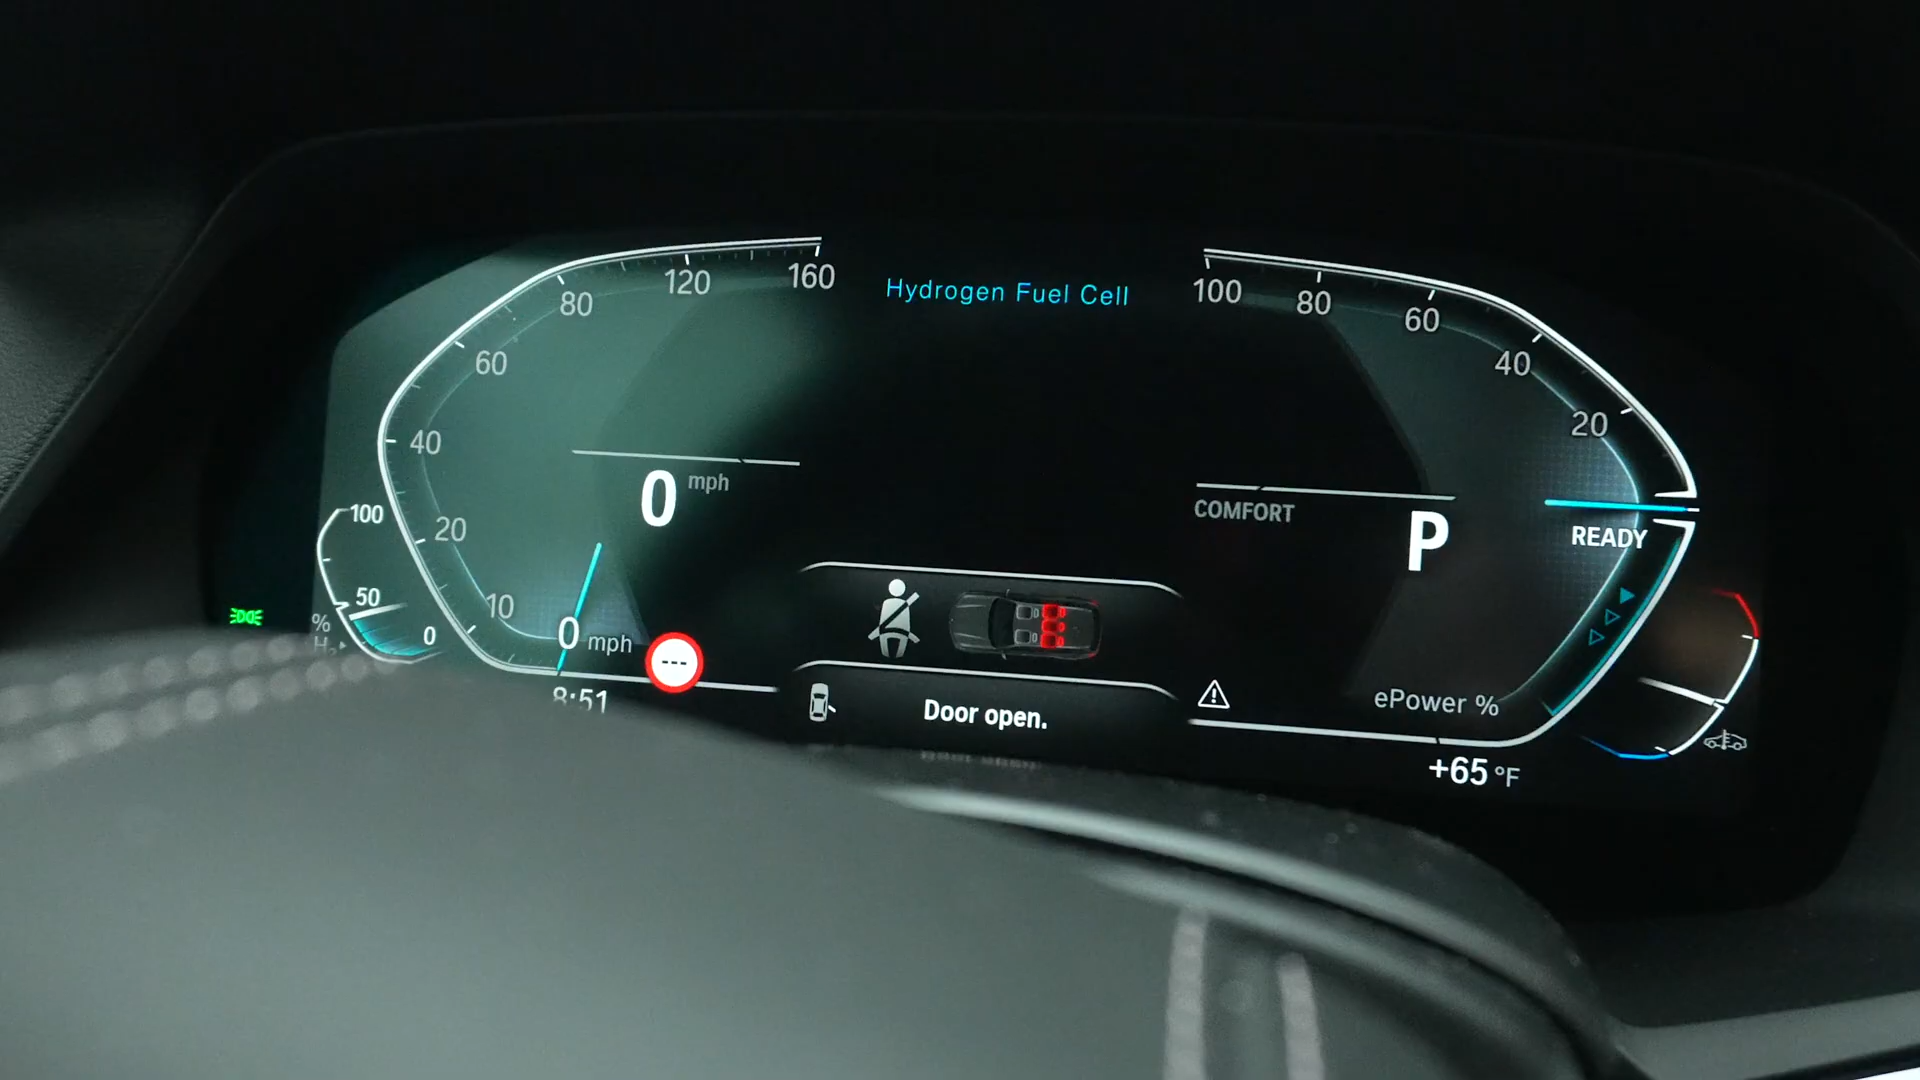 Hydrogen Fuel Cell
160
120
80
60
40
20
10
0 mph
0 mph
100
50
0
%
H₂
8:51
---
100
80
60
40
20
COMFORT
P
READY
ePower %
Door open.
+65 °F